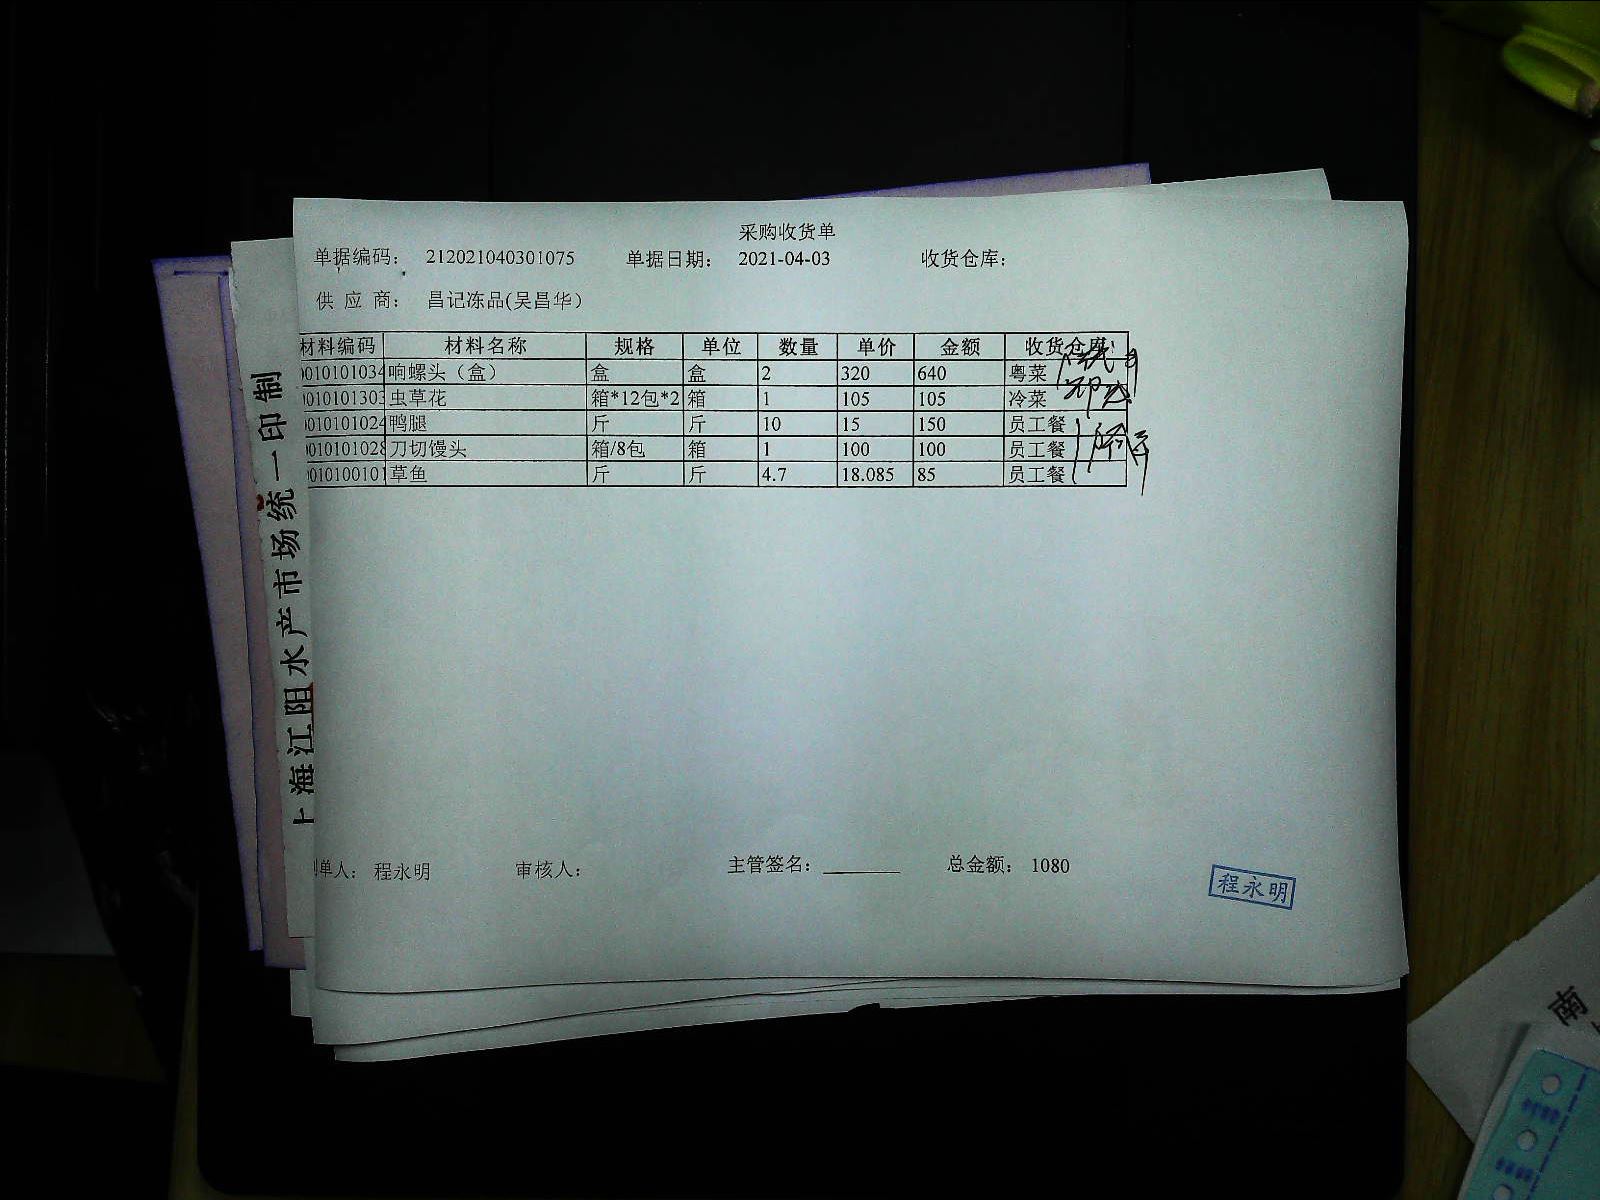 采购收货单
单据编码： 212021040301075 单据日期： 2021-04-03 收货仓库：
供 应 商： 昌记冻品(吴昌华）
材料编码 材料名称 规格 单位 数量 单价 金额 收货仓库
0010101034 响螺头（盒） 盒 盒 2 320 640 粤菜
0010101303 虫草花 箱*12包*2 箱 1 105 105 冷菜
0010101024 鸭腿 斤 斤 10 15 150 员工餐
0010101028 刀切馒头 箱/8包 箱 1 100 100 员工餐
0010100101 草鱼 斤 斤 4.7 18.085 85 员工餐
制单人： 程永明 审核人： 主管签名： 总金额： 1080
程永明
上海江阳水产市场统一印制
南